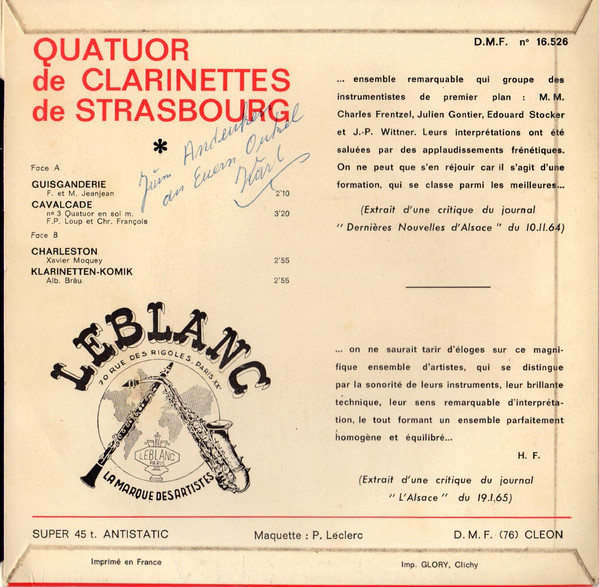 D.M.F. n° 16.526
QUATUOR
de CLARINETTES
de STRASBOURG
*
Zum Andenken
an Euern Onkel
Karl
Face A
GUISGANDERIE
F. et M. Jeanjean 2'10
CAVALCADE
n° 3 Quatuor en sol m. 3'20
F.P. Loup et Chr. François
Face B
CHARLESTON 2'55
Xavier Moquey
KLARINETTEN-KOMIK 2'55
Alb. Bräu
LEBLANC
70 RUE DES RIGOLES. PARIS XXe
LEBLANC
PARIS
LA MARQUE DES ARTISTES
... ensemble remarquable qui groupe des
instrumentistes de premier plan : M.M.
Charles Frentzel, Julien Gontier, Edouard Stocker
et J.-P. Wittner. Leurs interprétations ont été
saluées par des applaudissements frénétiques.
On ne peut que s'en réjouir car il s'agit d'une
formation, qui se classe parmi les meilleures...
(Extrait d'une critique du journal
" Dernières Nouvelles d'Alsace " du 10.11.64)
... on ne saurait tarir d'éloges sur ce magni-
fique ensemble d'artistes, qui se distingue
par la sonorité de leurs instruments, leur brillante
technique, leur sens remarquable d'interpréta-
tion, le tout formant un ensemble parfaitement
homogène et équilibré...
H. F.
(Extrait d'une critique du journal
" L'Alsace " du 19.1.65)
SUPER 45 t. ANTISTATIC Maquette : P. Leclerc D.M.F. (76) CLEON
Imprimé en France Imp. GLORY, Clichy